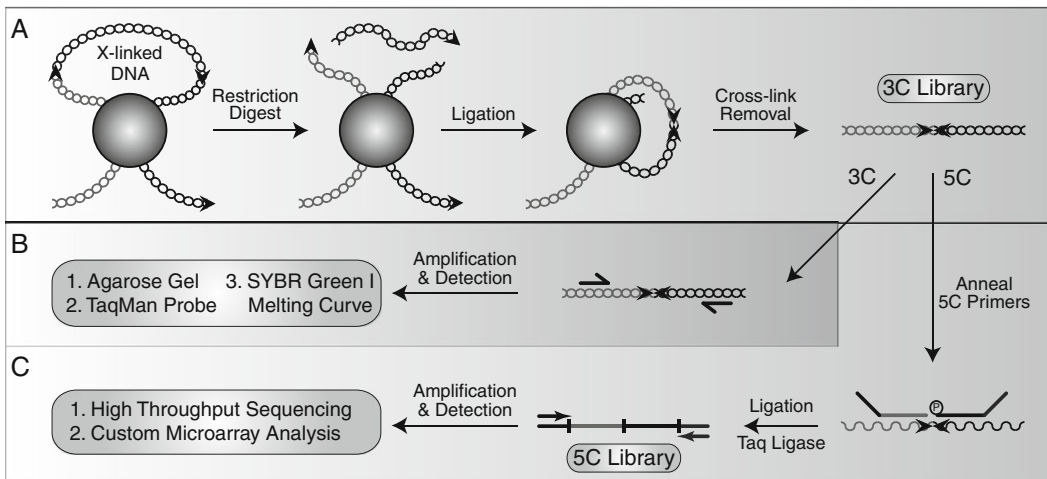 A
X-linked
DNA
Restriction
Digest
Ligation
Cross-link
Removal
3C Library
3C
5C
B
1. Agarose Gel
2. TaqMan Probe
3. SYBR Green I
Melting Curve
Amplification
& Detection
Anneal
5C Primers
C
1. High Throughput Sequencing
2. Custom Microarray Analysis
Amplification
& Detection
5C Library
Ligation
Taq Ligase
P